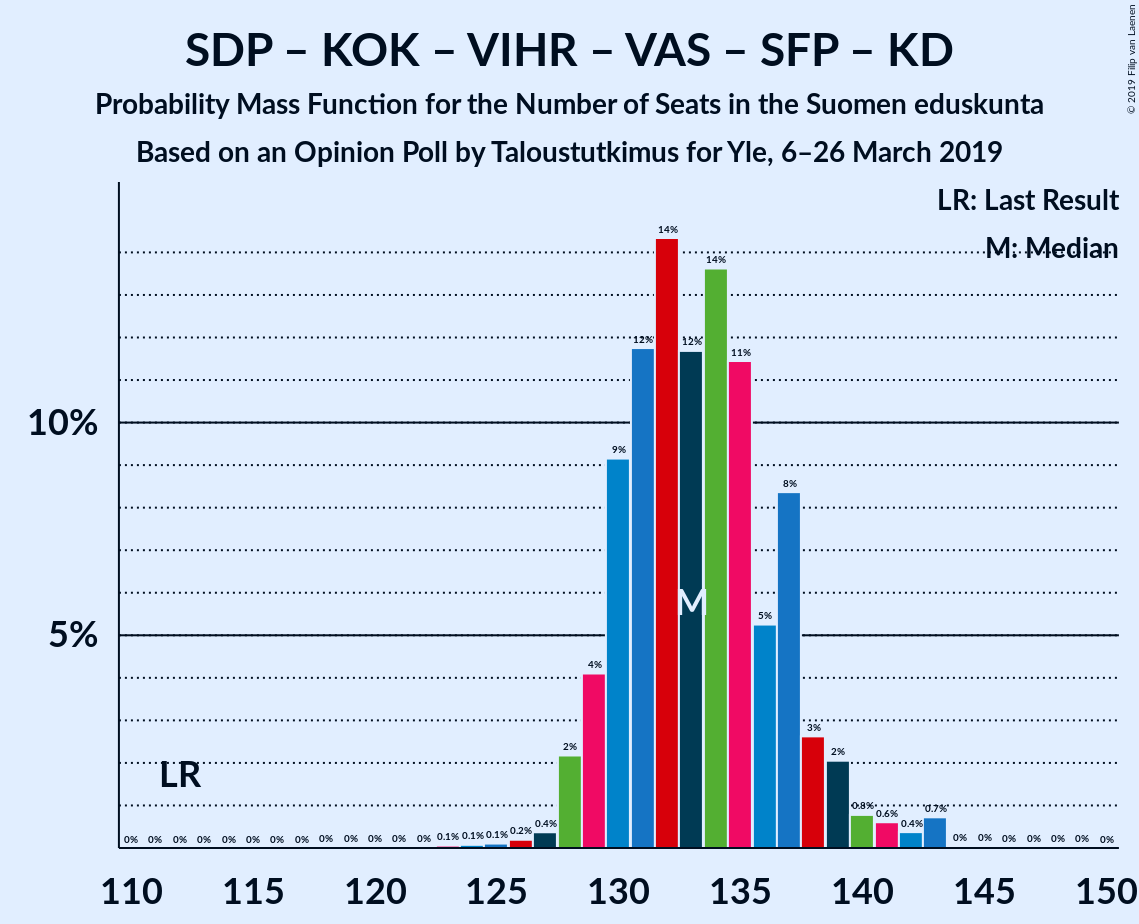 SDP – KOK – VIHR – VAS – SFP – KD
Probability Mass Function for the Number of Seats in the Suomen eduskunta
Based on an Opinion Poll by Taloustutkimus for Yle, 6–26 March 2019
© 2019 Filip van Laenen
LR: Last Result
M: Median
10%
5%
0% 0% 0% 0% 0% 0% 0% 0% 0% 0% 0% 0% 0% 0.1% 0.1% 0.1% 0.2% 0.4% 2% 4% 9% 12% 14% 12% 14% 11% 5% 8% 3% 2% 0.8% 0.6% 0.4% 0.7% 0% 0% 0% 0% 0% 0% 0%
M
LR
110 115 120 125 130 135 140 145 150